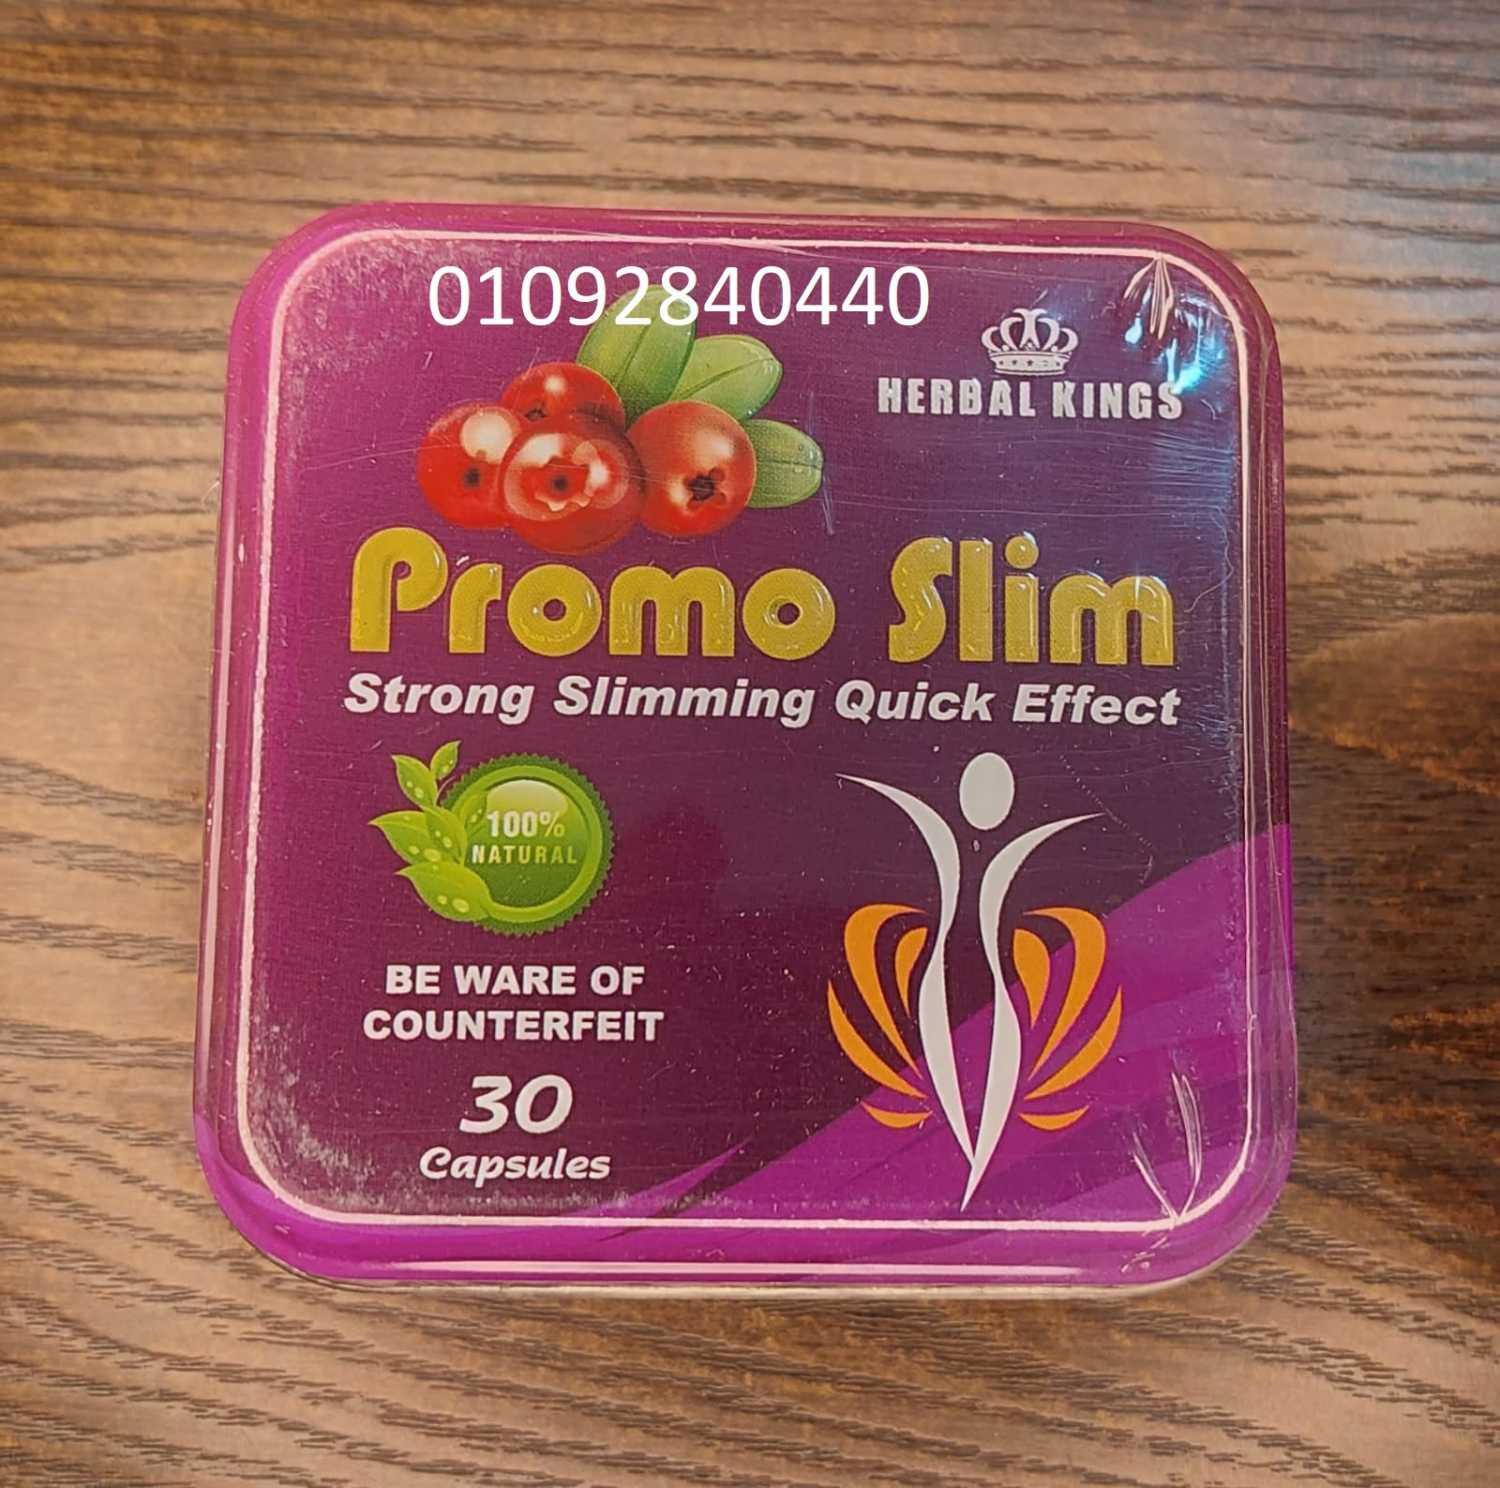 01092840440
HERBAL KINGS
Promo Slim
Strong Slimming Quick Effect
100%
NATURAL
BE WARE OF
COUNTERFEIT
30
Capsules